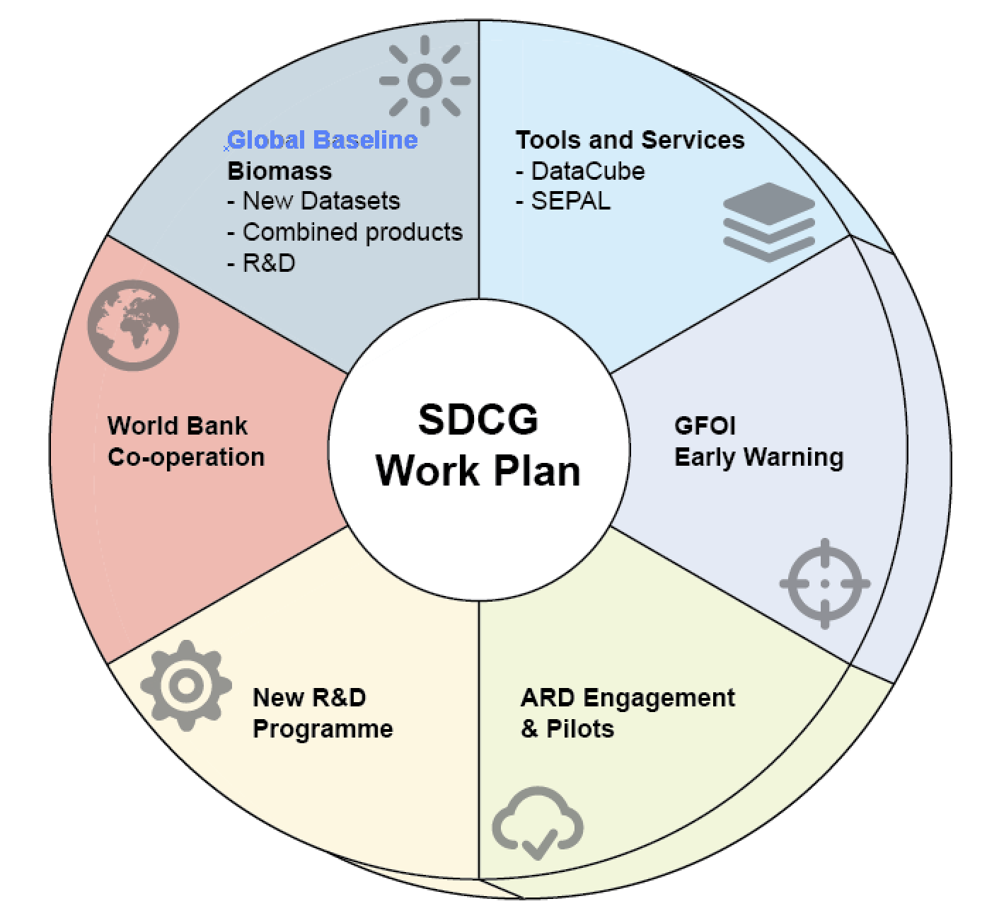 Global Baseline
Biomass
- New Datasets
- Combined products
- R&D
Tools and Services
- DataCube
- SEPAL
World Bank
Co-operation
SDCG
Work Plan
GFOI
Early Warning
New R&D
Programme
ARD Engagement
& Pilots